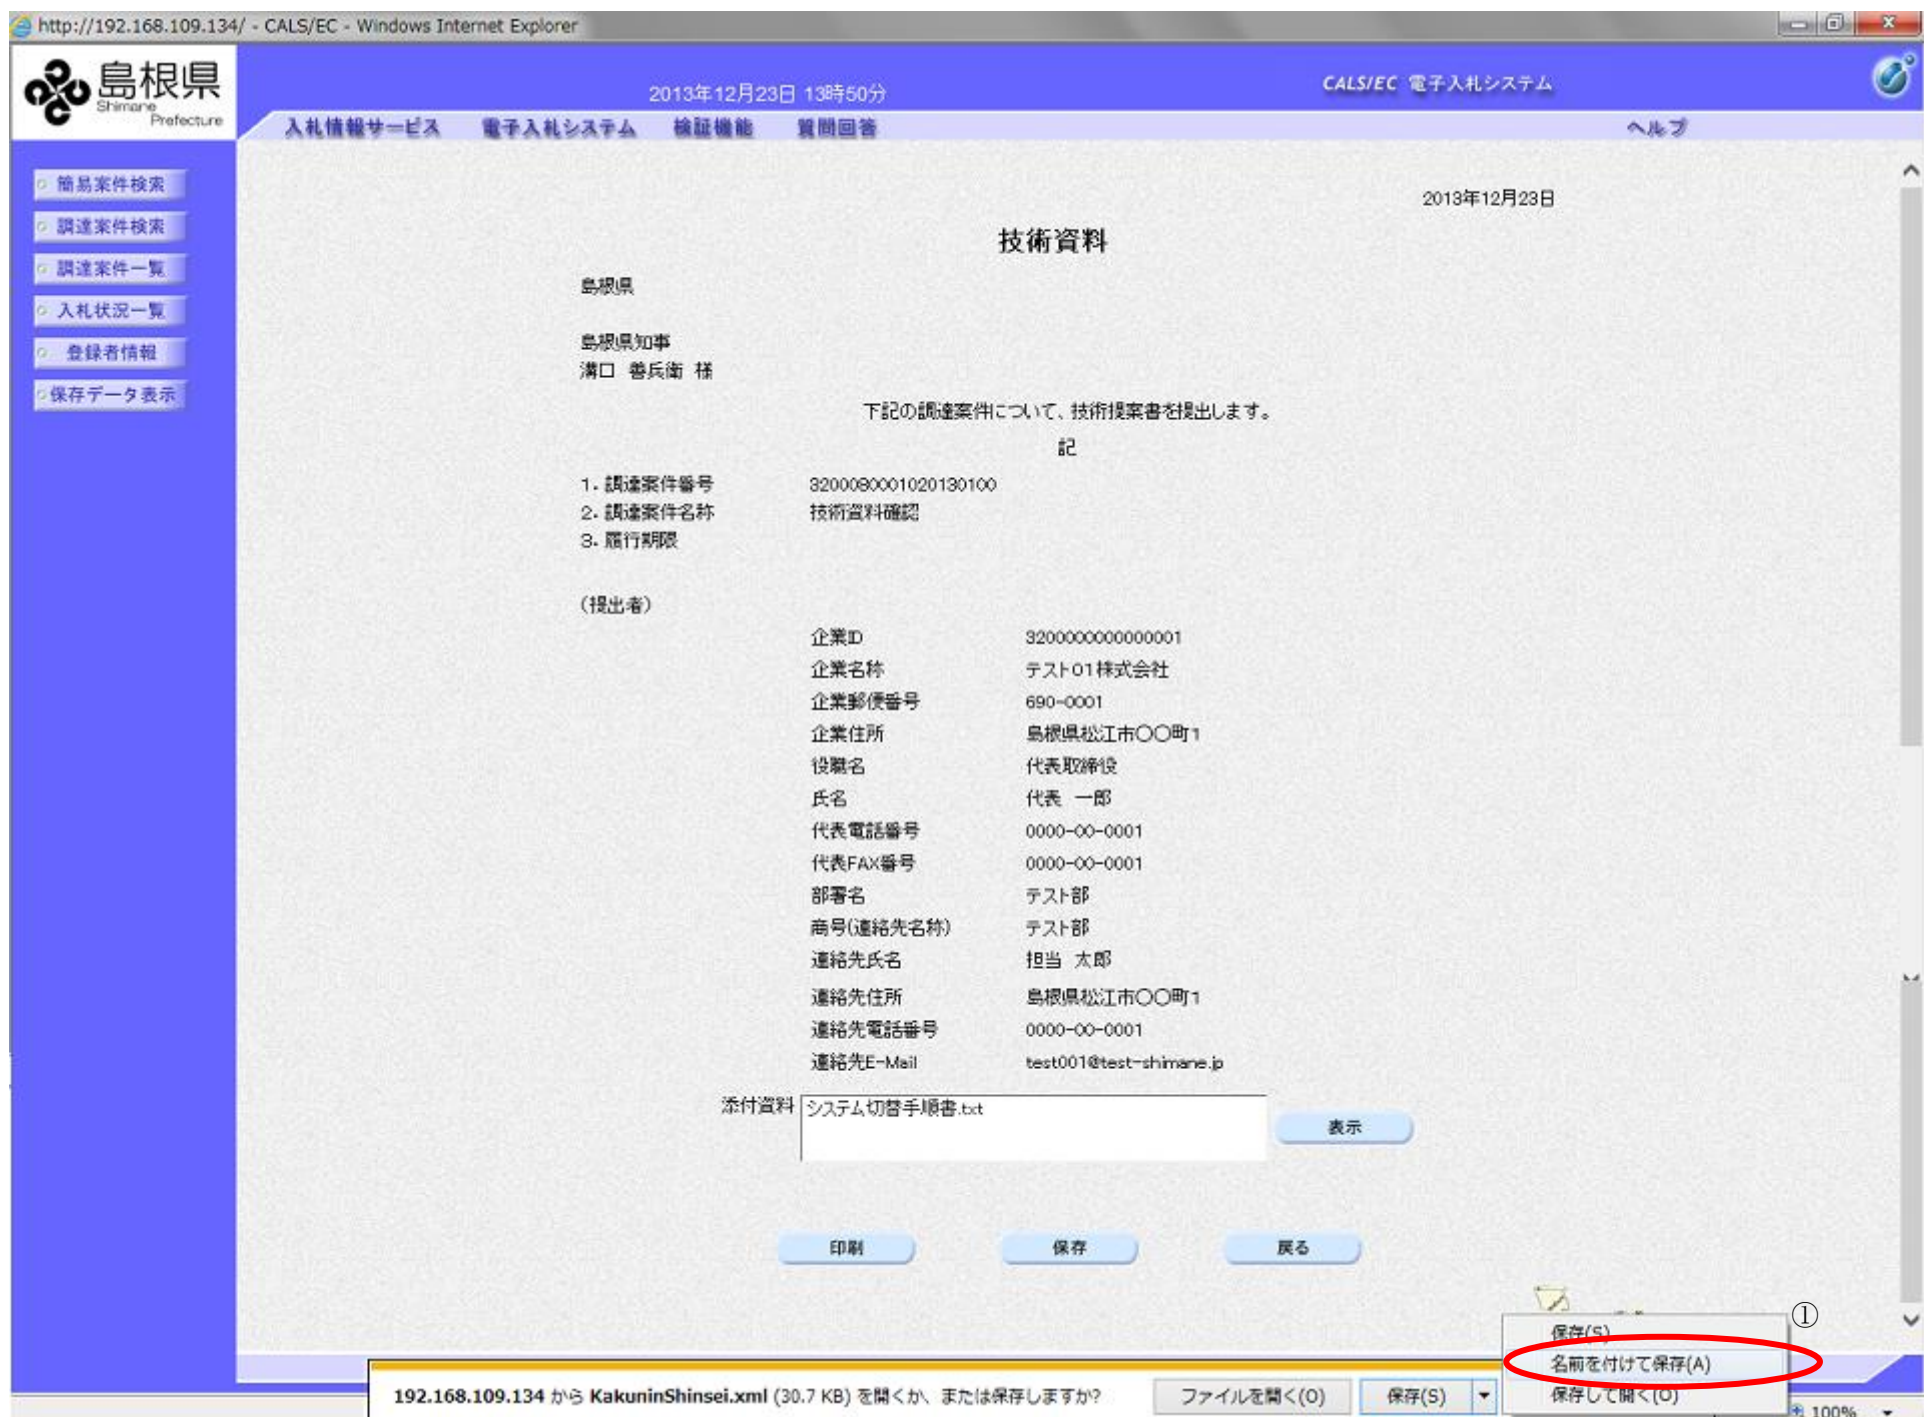 http://192.168.109.134/ - CALS/EC - Windows Internet Explorer
島根県
Shimane
Prefecture
2013年12月23日 13時50分
CALS/EC 電子入札システム
入札情報サービス 電子入札システム 検証機能 質問回答 ヘルプ
簡易案件検索
調達案件検索
調達案件一覧
入札状況一覧
登録者情報
保存データ表示
2013年12月23日
技術資料
島根県
島根県知事
溝口 善兵衛 様
下記の調達案件について、技術提案書を提出します。
記
1. 調達案件番号 3200080001020130100
2. 調達案件名称 技術資料確認
3. 履行期限
（提出者）
企業ID 3200000000000001
企業名称 テスト01株式会社
企業郵便番号 690-0001
企業住所 島根県松江市〇〇町1
役職名 代表取締役
氏名 代表 一郎
代表電話番号 0000-00-0001
代表FAX番号 0000-00-0001
部署名 テスト部
商号(連絡先名称) テスト部
連絡先氏名 担当 太郎
連絡先住所 島根県松江市〇〇町1
連絡先電話番号 0000-00-0001
連絡先E-Mail test001@test-shimane.jp
添付資料 システム切替手順書.txt
表示
印刷 保存 戻る
①
保存(S)
名前を付けて保存(A)
保存して開く(O)
192.168.109.134 から KakuninShinsei.xml (30.7 KB) を開くか、または保存しますか? ファイルを開く(O) 保存(S)
100%